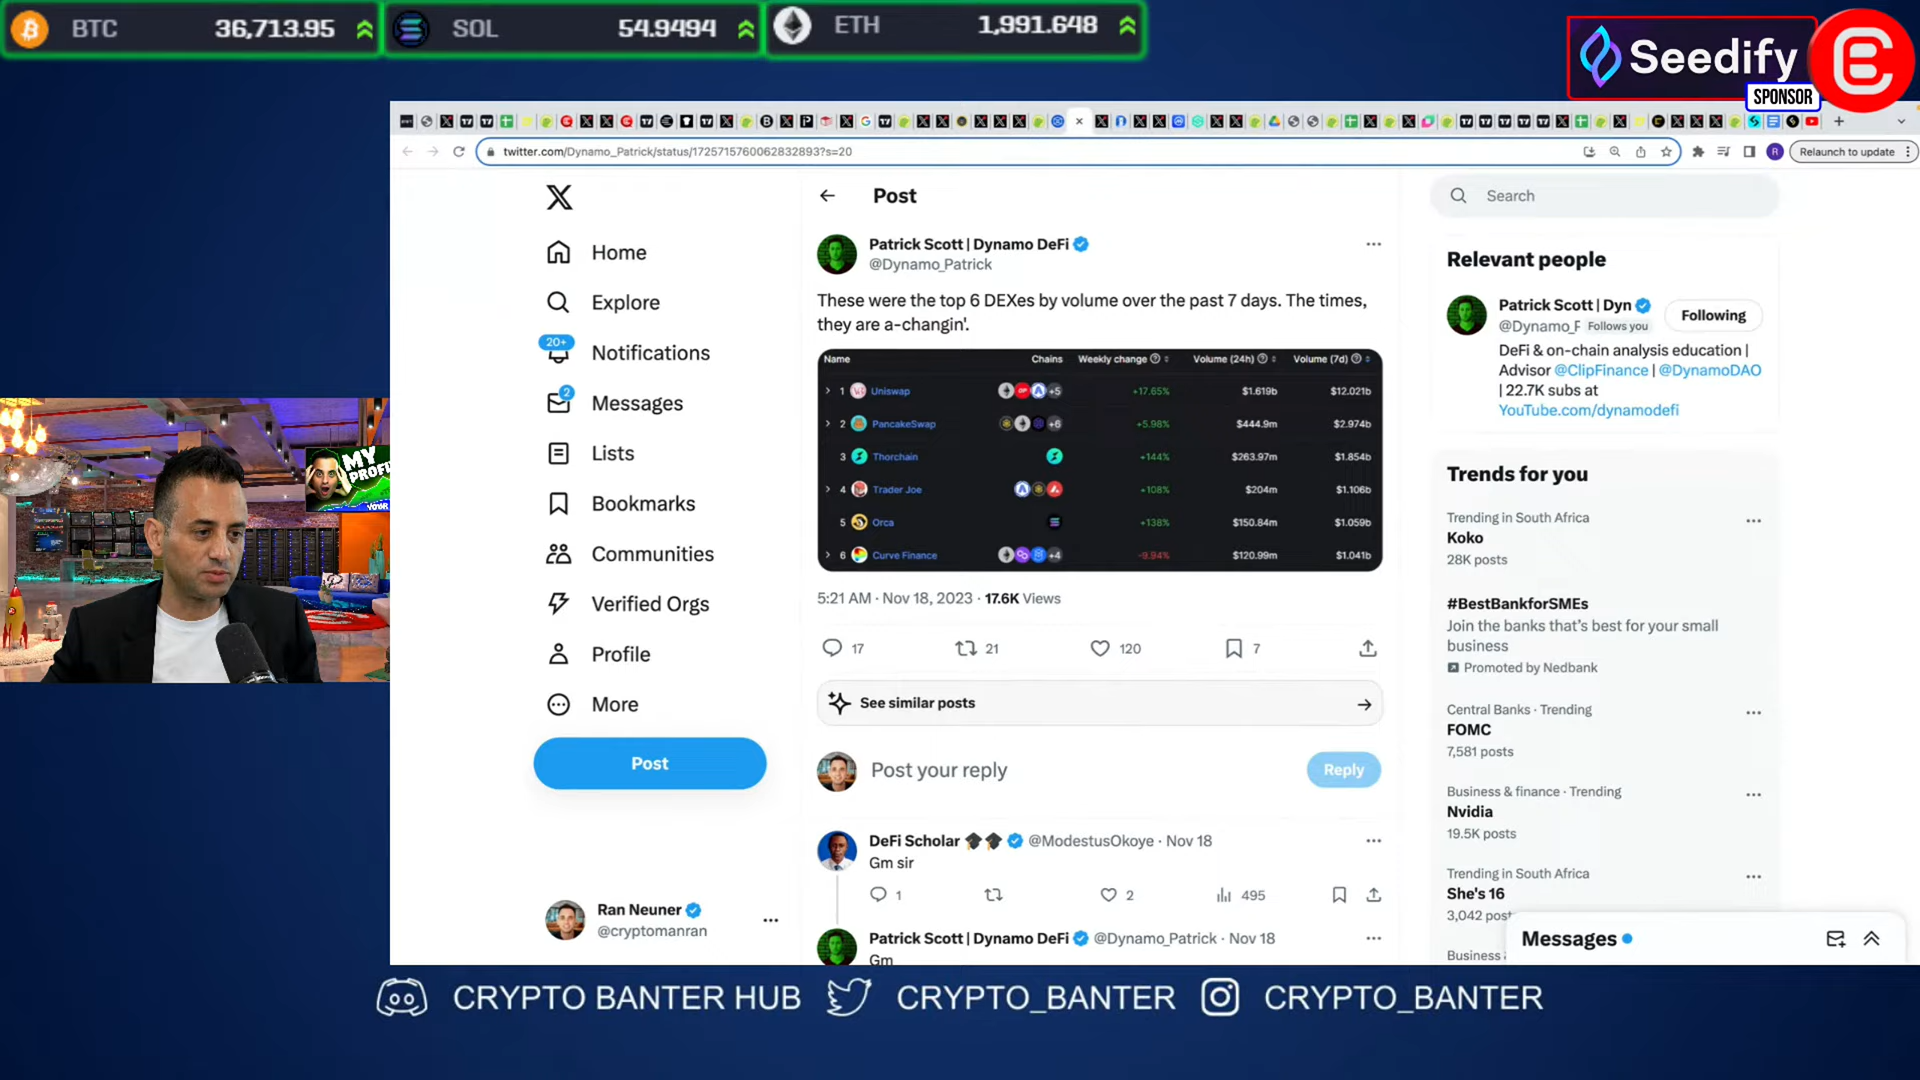 BTC 36,713.95
SOL 54.9494
ETH 1,991.648
Seedify
SPONSOR
twitter.com/Dynamo_Patrick/status/1725715760062832893?s=20
Relaunch to update
Home
Explore
20+
Notifications
2
Messages
Lists
Bookmarks
Communities
Verified Orgs
Profile
More
Post
Ran Neuner
@cryptomanran
Post
Patrick Scott | Dynamo DeFi
@Dynamo_Patrick
These were the top 6 DEXes by volume over the past 7 days. The times,
they are a-changin'.
Name Chains Weekly change Volume (24h) Volume (7d)
1 Uniswap +5 +17.65% $1.619b $12.021b
2 PancakeSwap +6 +5.98% $444.9m $2.974b
3 Thorchain +144% $263.97m $1.854b
4 Trader Joe +108% $204m $1.106b
5 Orca +138% $150.84m $1.059b
6 Curve Finance +4 -9.94% $120.99m $1.041b
5:21 AM · Nov 18, 2023 · 17.6K Views
17 21 120 7
See similar posts
Post your reply
Reply
DeFi Scholar @ModestusOkoye · Nov 18
Gm sir
1 2 495
Patrick Scott | Dynamo DeFi @Dynamo_Patrick · Nov 18
Gm
Search
Relevant people
Patrick Scott | Dyn
@Dynamo_F Follows you
Following
DeFi & on-chain analysis education |
Advisor @ClipFinance | @DynamoDAO
| 22.7K subs at
YouTube.com/dynamodefi
Trends for you
Trending in South Africa
Koko
28K posts
#BestBankforSMEs
Join the banks that's best for your small
business
Promoted by Nedbank
Central Banks · Trending
FOMC
7,581 posts
Business & finance · Trending
Nvidia
19.5K posts
Trending in South Africa
She's 16
3,042 post
Business
Messages
MY
PROFI
YOUR
CRYPTO BANTER HUB
CRYPTO_BANTER
CRYPTO_BANTER